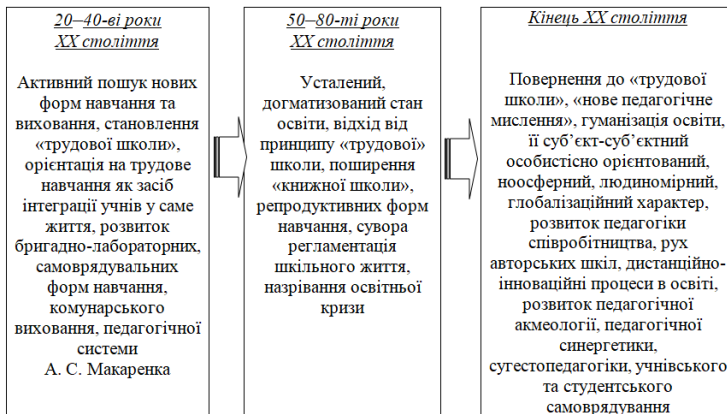 20–40-ві роки
ХХ століття
Активний пошук нових
форм навчання та
виховання, становлення
«трудової школи»,
орієнтація на трудове
навчання як засіб
інтеграції учнів у саме
життя, розвиток
бригадно-лабораторних,
самоврядувальних
форм навчання,
комунарського
виховання, педагогічної
системи
А. С. Макаренка
50–80-ті роки
ХХ століття
Усталений,
догматизований стан
освіти, відхід від
принципу «трудової»
школи, поширення
«книжної школи»,
репродуктивних форм
навчання, сувора
регламентація
шкільного життя,
назрівання освітньої
кризи
Кінець ХХ століття
Повернення до «трудової
школи», «нове педагогічне
мислення», гуманізація освіти,
її суб’єкт-суб’єктний
особистісно орієнтований,
ноосферний, людиномірний,
глобалізаційний характер,
розвиток педагогіки
співробітництва, рух
авторських шкіл, дистанційно-
інноваційні процеси в освіті,
розвиток педагогічної
акмеології, педагогічної
синергетики,
сугестопедагогіки, учнівського
та студентського
самоврядування